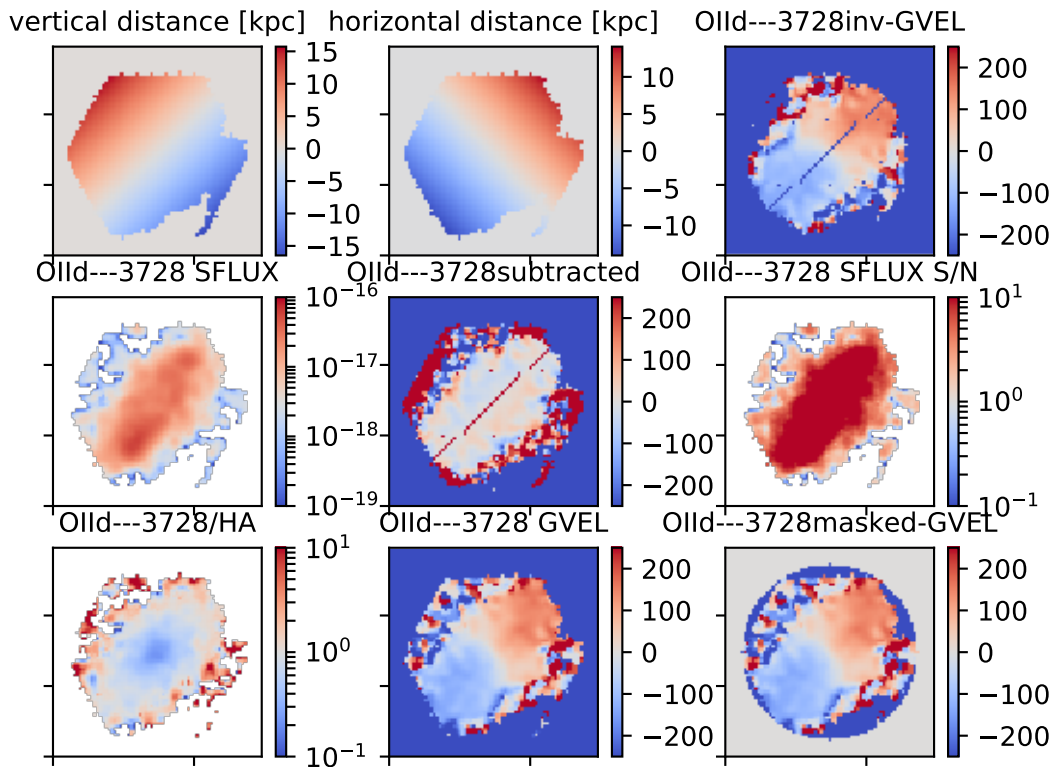 vertical distance [kpc] horizontal distance [kpc] OIId---3728inv-GVEL
15 10 5 0 −5 −10 −15
10 5 0 −5 −10
200 100 0 −100 −200
OIId---3728 SFLUX OIId---3728subtracted OIId---3728 SFLUX S/N
10−16 10−17 10−18 10−19
200 100 0 −100 −200
101 100 10−1
OIId---3728/HA OIId---3728 GVEL OIId---3728masked-GVEL
101 100 10−1
200 100 0 −100 −200
200 100 0 −100 −200